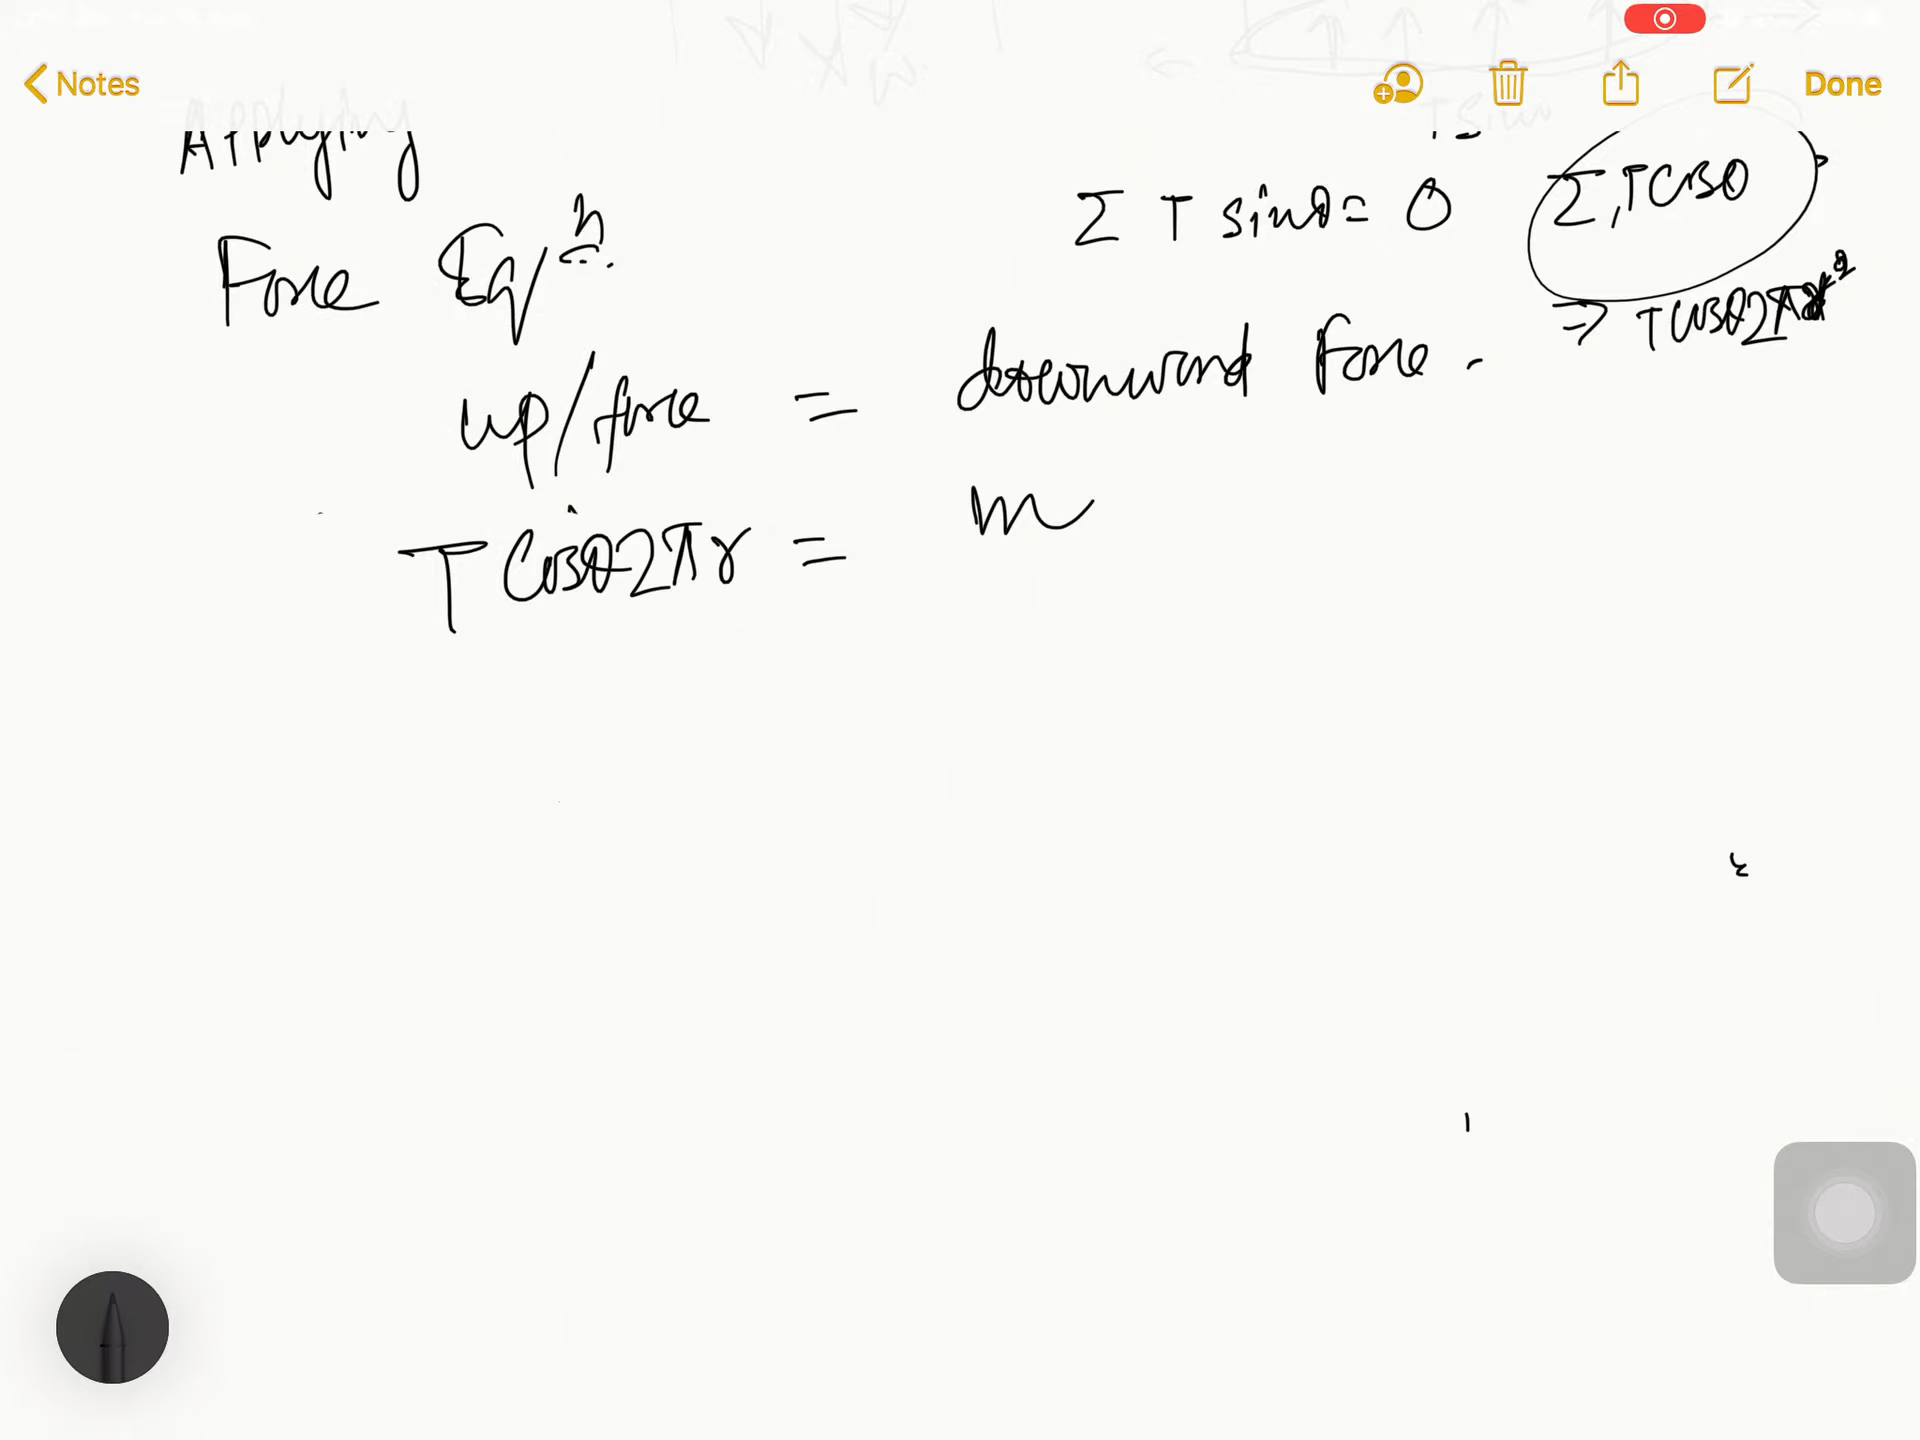 Notes
Done
Applying
Σ T sinθ = 0
Σ T Cosθ
Force Eqn.
⇒ T Cosθ 2π
up/force = downward force.
T Cosθ 2πr = m